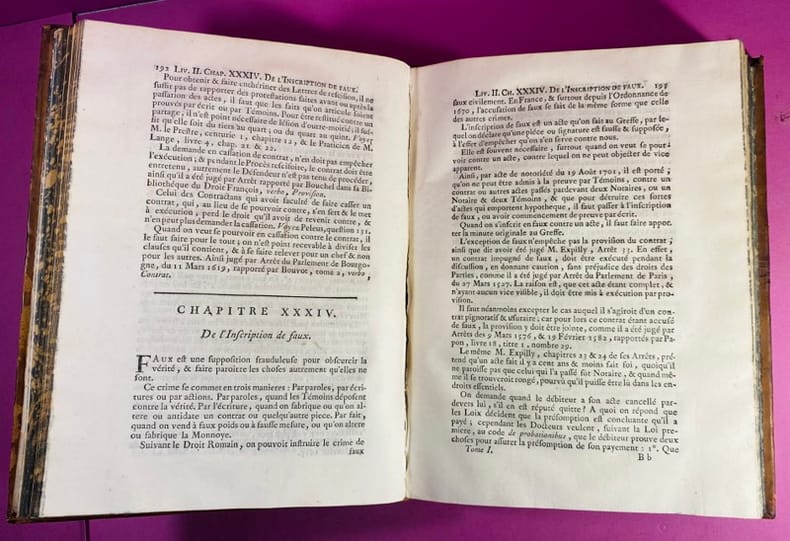 192 LIV. II. CHAP. XXXIV. DE L'INSCRIPTION DE FAUX.
Pour obtenir & faire enthériner des Lettres de rescision, il ne
suffit pas de rapporter des protestations faites avant ou après la
passation des actes, il faut que les faits qu'on articule soient
prouvés par écrit ou par Témoins. Pour être restitué contre un
partage, il n'est point nécessaire de lésion d'outre-moitié; il suf-
fit qu'elle soit du tiers au quart; ou du quart au quint. Voyez
M. le Prestre, centurie 1, chapitre 12, & le Praticien de M.
Lange, livre 4, chap. 21 & 22.
La demande en cassation de contrat, n'en doit pas empêcher
l'exécution; & pendant le Procès rescisoire, le contrat doit être
entretenu, autrement le Défendeur n'est pas tenu de procéder,
ainsi qu'il a été jugé par Arrêt rapporté par Bouchel dans sa Bi-
bliothéque du Droit François, verbo, Provision.
Celui des Contractans qui avoit faculté de faire casser un
contrat, qui, au lieu de se pourvoir contre, s'en sert & le met
à exécution, perd le droit qu'il avoit de revenir contre, &
n'en peut plus demander la cassation. Voyez Peleus, question 131.
Quand on veut se pourvoir en cassation contre le contrat, il
le faut faire pour le tout; on n'est point recevable à diviser les
clauses qu'il contient, & à se faire relever pour un chef & non
pour les autres. Ainsi jugé par Arrêt du Parlement de Bourgo-
gne, du 11 Mars 1619, rapporté par Bouvot, tome 2, verbo,
Contrat.
CHAPITRE XXXIV.
De l'Inscription de faux.
FAUX est une supposition frauduleuse pour obscurcir la
vérité, & faire paroître les choses autrement qu'elles ne
sont.
Ce crime se commet en trois manieres: Par paroles, par écri-
tures ou par actions. Par paroles, quand les Témoins déposent
contre la vérité. Par l'écriture, quand on fabrique ou qu'on al-
tere ou antidate un contrat ou quelqu'autre piece. Par fait,
quand on vend à faux poids ou à fausse mesure, ou qu'on altere
ou fabrique la Monnoye.
Suivant le Droit Romain, on pouvoit instruire le crime de
faux
LIV. II. CH. XXXIV. DE L'INSCRIPTION DE FAUX. 193
faux civilement. En France, & surtout depuis l'Ordonnance de
1670, l'accusation de faux se fait de la même forme que celle
des autres crimes.
L'inscription de faux est un acte qu'on fait au Greffe, par le-
quel on déclare qu'une piéce ou signature est fausse & supposée,
à l'effet d'empêcher qu'on s'en serve contre nous.
Elle est souvent nécessaire, surtout quand on veut se pour-
voir contre un acte, contre lequel on ne peut objecter de vice
apparent.
Ainsi, par acte de notoriété du 19 Août 1701, il est porté;
qu'on ne peut être admis à la preuve par Témoins, contre un
contrat ou autres actes passés pardevant deux Notaires, ou un
Notaire & deux Témoins, & que pour détruire ces sortes
d'actes qui emportent hypotheque, il faut passer à l'inscription
de faux, ou avoir commencement de preuve par écrit.
Quand on s'inscrit en faux contre un acte, il faut faire appor-
ter la minute originale au Greffe.
L'exception de faux n'empêche pas la provision du contrat;
ainsi que dit avoir été jugé M. Expilly, Arrêt 33. En effet,
un contrat impugné de faux, doit être exécuté pendant la
discussion, en donnant caution, sans préjudice des droits des
Parties, comme il a été jugé par Arrêt du Parlement de Paris,
du 27 Mars 1527. La raison est, que cet acte étant complet, &
n'ayant aucun vice visible, il doit être mis à exécution par pro-
vision.
Il faut néanmoins excepter le cas auquel il s'agiroit d'un con-
trat pignoratif & usuraire; car pour lors ce contrat étant accusé
de faux, la provision y doit être jointe, comme il a été jugé par
Arrêts des 9 Mars 1576, & 19 Février 1582, rapportés par Pa-
pon, livre 18, titre 1, nombre 29.
Le même M. Expilly, chapitres 23 & 24 de ses Arrêts, pré-
tend qu'un acte fait il y a cent ans & moins fait foi, quoiqu'il
ne paroisse pas que celui qui l'a passé fut Notaire, & quand mê-
me il se trouveroit rongé, pourvû qu'il puisse être lû dans les en-
droits essentiels.
On demande quand le débiteur a son acte cancellé par-
devers lui, s'il en est réputé quitte? A quoi on répond que
les Loix décident que la présomption est concluante qu'il a
payé; cependant les Docteurs veulent, suivant la Loi pre-
miere, au code de probationibus, que le débiteur prouve deux
choses pour assurer la présomption de son payement: 1°. Que
Tome I. B b